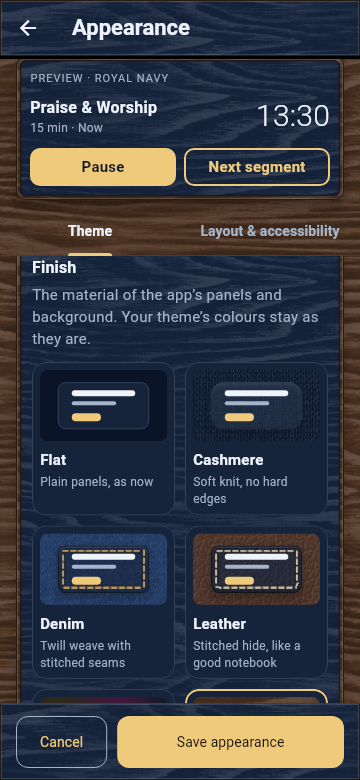 Appearance
PREVIEW · ROYAL NAVY
Praise & Worship
15 min · Now
13:30
Pause
Next segment
Theme
Layout & accessibility
Finish
The material of the app's panels and
background. Your theme's colours stay as
they are.
Flat
Plain panels, as now
Cashmere
Soft knit, no hard
edges
Denim
Twill weave with
stitched seams
Leather
Stitched hide, like a
good notebook
Cancel
Save appearance